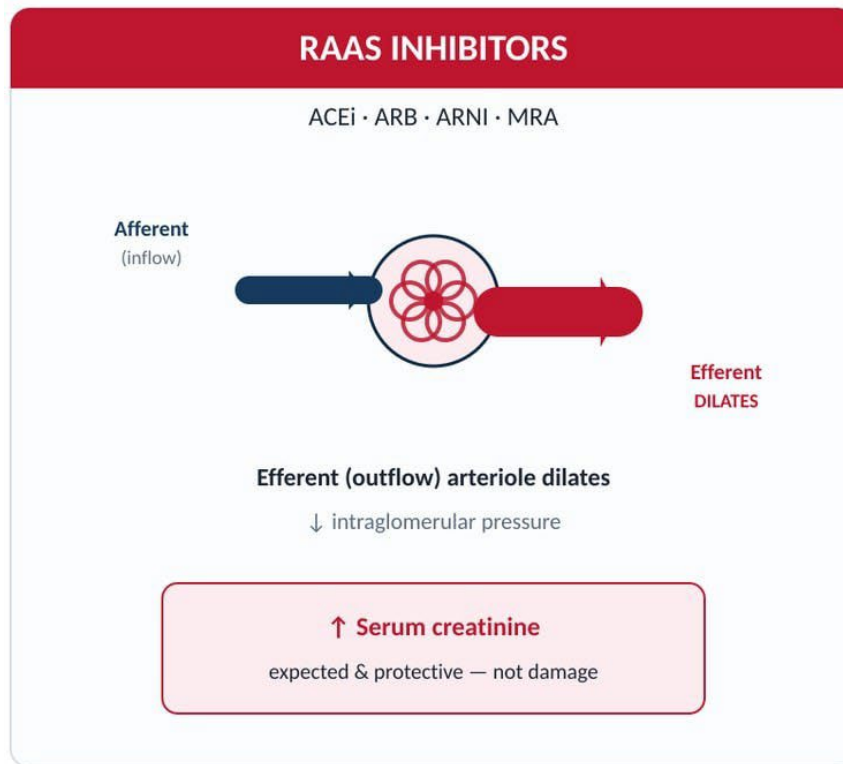 RAAS INHIBITORS
ACEi · ARB · ARNI · MRA
Afferent
(inflow)
Efferent
DILATES
Efferent (outflow) arteriole dilates
↓ intraglomerular pressure
↑ Serum creatinine
expected & protective — not damage